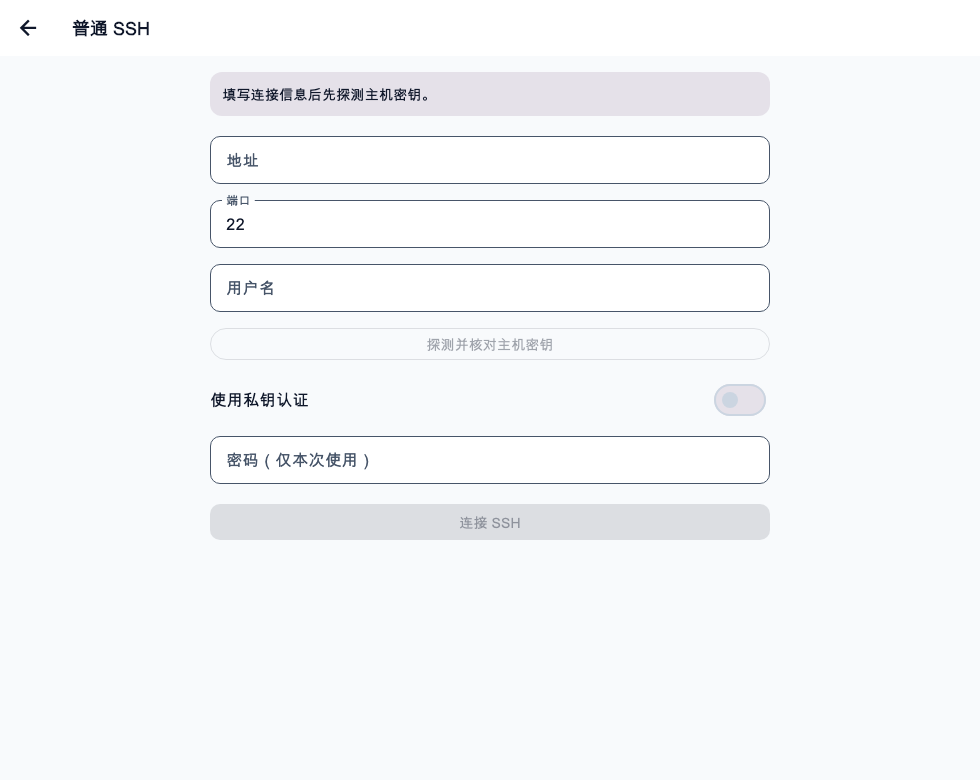 普通 SSH
填写连接信息后先探测主机密钥。
地址
端口
22
用户名
探测并核对主机密钥
使用私钥认证
密码（仅本次使用）
连接 SSH